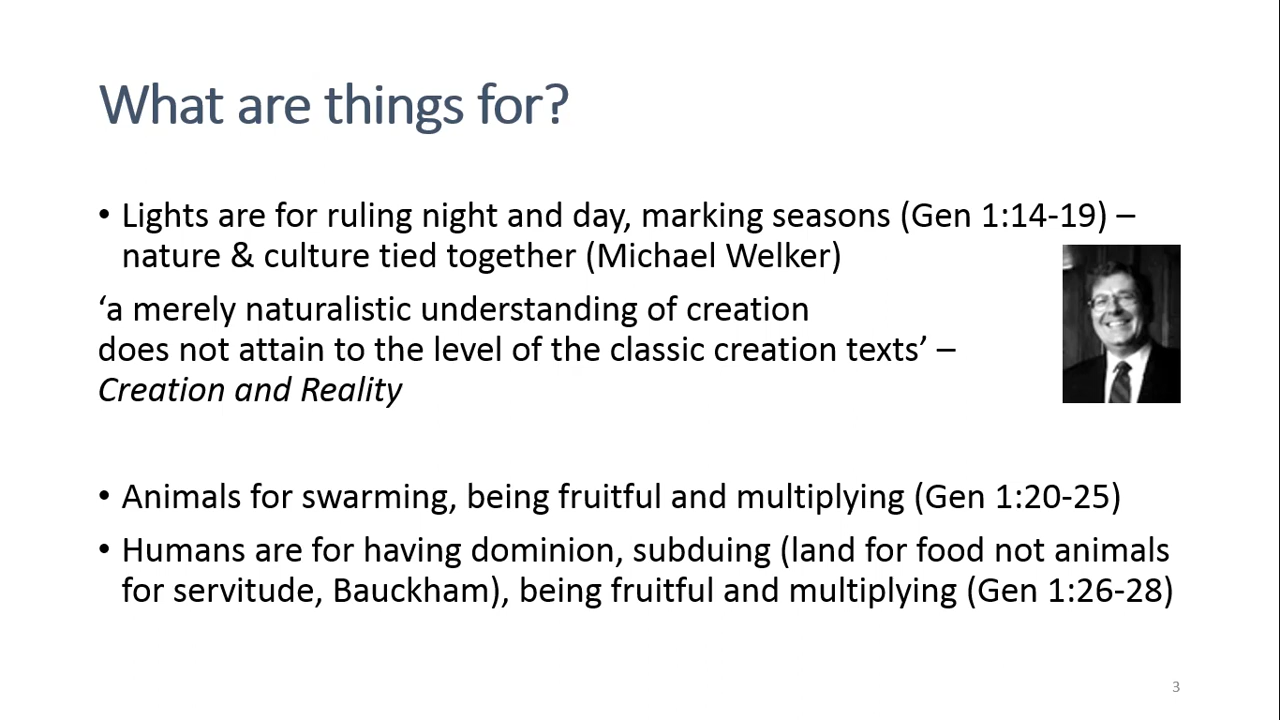 What are things for?
• Lights are for ruling night and day, marking seasons (Gen 1:14-19) –
nature & culture tied together (Michael Welker)
‘a merely naturalistic understanding of creation
does not attain to the level of the classic creation texts’ –
Creation and Reality
• Animals for swarming, being fruitful and multiplying (Gen 1:20-25)
• Humans are for having dominion, subduing (land for food not animals
for servitude, Bauckham), being fruitful and multiplying (Gen 1:26-28)
3